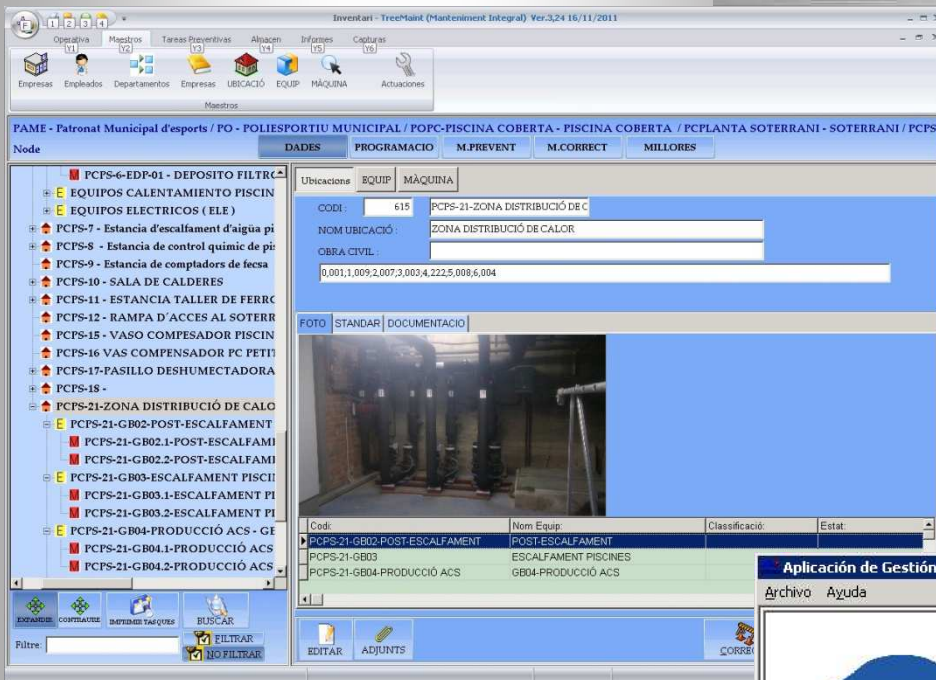 Inventari - TreeMaint (Manteniment Integral) Ver.3,24 16/11/2011
F 1 2 3 4
Operativa Maestros Tareas Preventivas Almacen Informes Capturas
Y1 Y2 Y3 Y4 Y5 Y6
Empresas Empleados Departamentos Empresas UBICACIÓ EQUIP MÀQUINA Actuaciones
Maestros
PAME - Patronat Municipal d'esports / PO - POLIESPORTIU MUNICIPAL / POPC-PISCINA COBERTA - PISCINA COBERTA / PCPLANTA SOTERRANI - SOTERRANI / PCPS
Node DADES PROGRAMACIO M.PREVENT M.CORRECT MILLORES
M PCPS-6-EDP-01 - DEPOSITO FILTRO
E EQUIPOS CALENTAMIENTO PISCIN
E EQUIPOS ELECTRICOS ( ELE )
PCPS-7 - Estancia d'escalfament d'aigüa pi
PCPS-8 - Estancia de control quimic de pi
PCPS-9 - Estancia de comptadors de fecsa
PCPS-10 - SALA DE CALDERES
PCPS-11 - ESTANCIA TALLER DE FERRO
PCPS-12 - RAMPA D´ACCES AL SOTERR
PCPS-15 - VASO COMPESADOR PISCIN
PCPS-16 VAS COMPENSADOR PC PETI
PCPS-17-PASILLO DESHUMECTADORA
PCPS-18 -
PCPS-21-ZONA DISTRIBUCIÓ DE CALO
E PCPS-21-GB02-POST-ESCALFAMENT
M PCPS-21-GB02.1-POST-ESCALFAMI
M PCPS-21-GB02.2-POST-ESCALFAMI
E PCPS-21-GB03-ESCALFAMENT PISCI
M PCPS-21-GB03.1-ESCALFAMENT PI
M PCPS-21-GB03.2-ESCALFAMENT PI
E PCPS-21-GB04-PRODUCCIÓ ACS - GE
M PCPS-21-GB04.1-PRODUCCIÓ ACS
M PCPS-21-GB04.2-PRODUCCIÓ ACS
EXPANDIR CONTRAURE IMPRIMIR TASQUES BUSCAR
Filtre: FILTRAR
NO FILTRAR
Ubicacions EQUIP MÀQUINA
CODI : 615 PCPS-21-ZONA DISTRIBUCIÓ DE C
NOM UBICACIÓ : ZONA DISTRIBUCIÓ DE CALOR
OBRA CIVIL :
0,001;1,009;2,007;3,003;4,222;5,008;6,004
FOTO STANDAR DOCUMENTACIO
Codi: Nom Equip: Classificació: Estat:
PCPS-21-GB02-POST-ESCALFAMENT POST-ESCALFAMENT
PCPS-21-GB03 ESCALFAMENT PISCINES
PCPS-21-GB04-PRODUCCIÓ ACS GB04-PRODUCCIÓ ACS
EDITAR ADJUNTS CORRE
Aplicación de Gestión
Archivo Ayuda